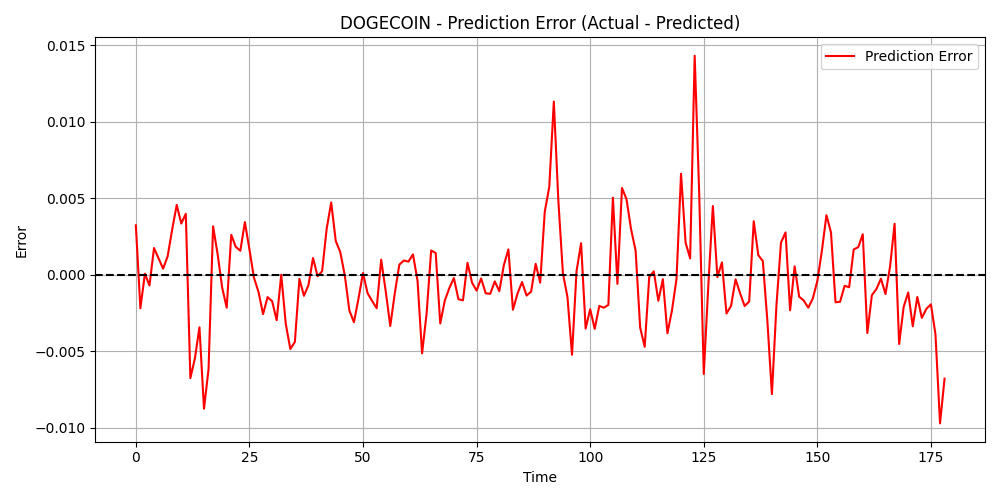 DOGECOIN - Prediction Error (Actual - Predicted)
Prediction Error
0.015
0.010
0.005
0.000
−0.005
−0.010
Error
0 25 50 75 100 125 150 175
Time